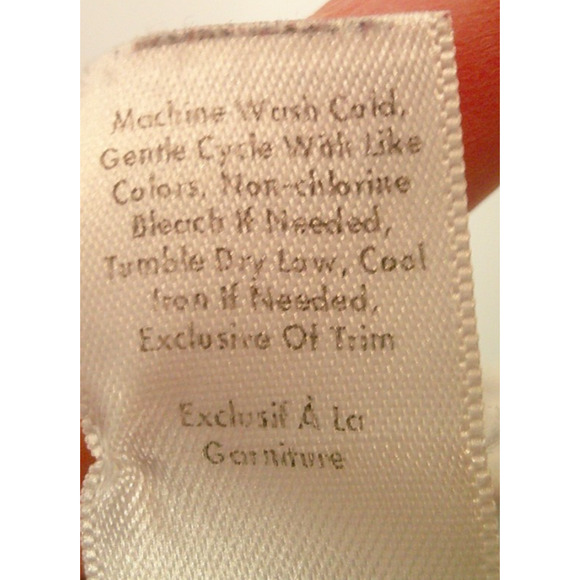 Machine Wash Cold,
Gentle Cycle With Like
Colors, Non-chlorine
Bleach If Needed,
Tumble Dry Low, Cool
Iron If Needed,
Exclusive Of Trim
Exclusif À La
Garniture